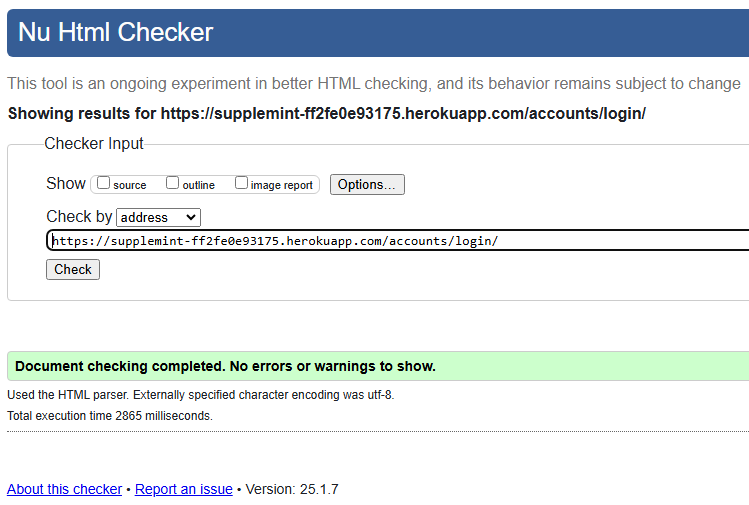 Nu Html Checker
This tool is an ongoing experiment in better HTML checking, and its behavior remains subject to change
Showing results for https://supplemint-ff2fe0e93175.herokuapp.com/accounts/login/
Checker Input
Show source outline image report Options...
Check by address
https://supplemint-ff2fe0e93175.herokuapp.com/accounts/login/
Check
Document checking completed. No errors or warnings to show.
Used the HTML parser. Externally specified character encoding was utf-8.
Total execution time 2865 milliseconds.
About this checker • Report an issue • Version: 25.1.7